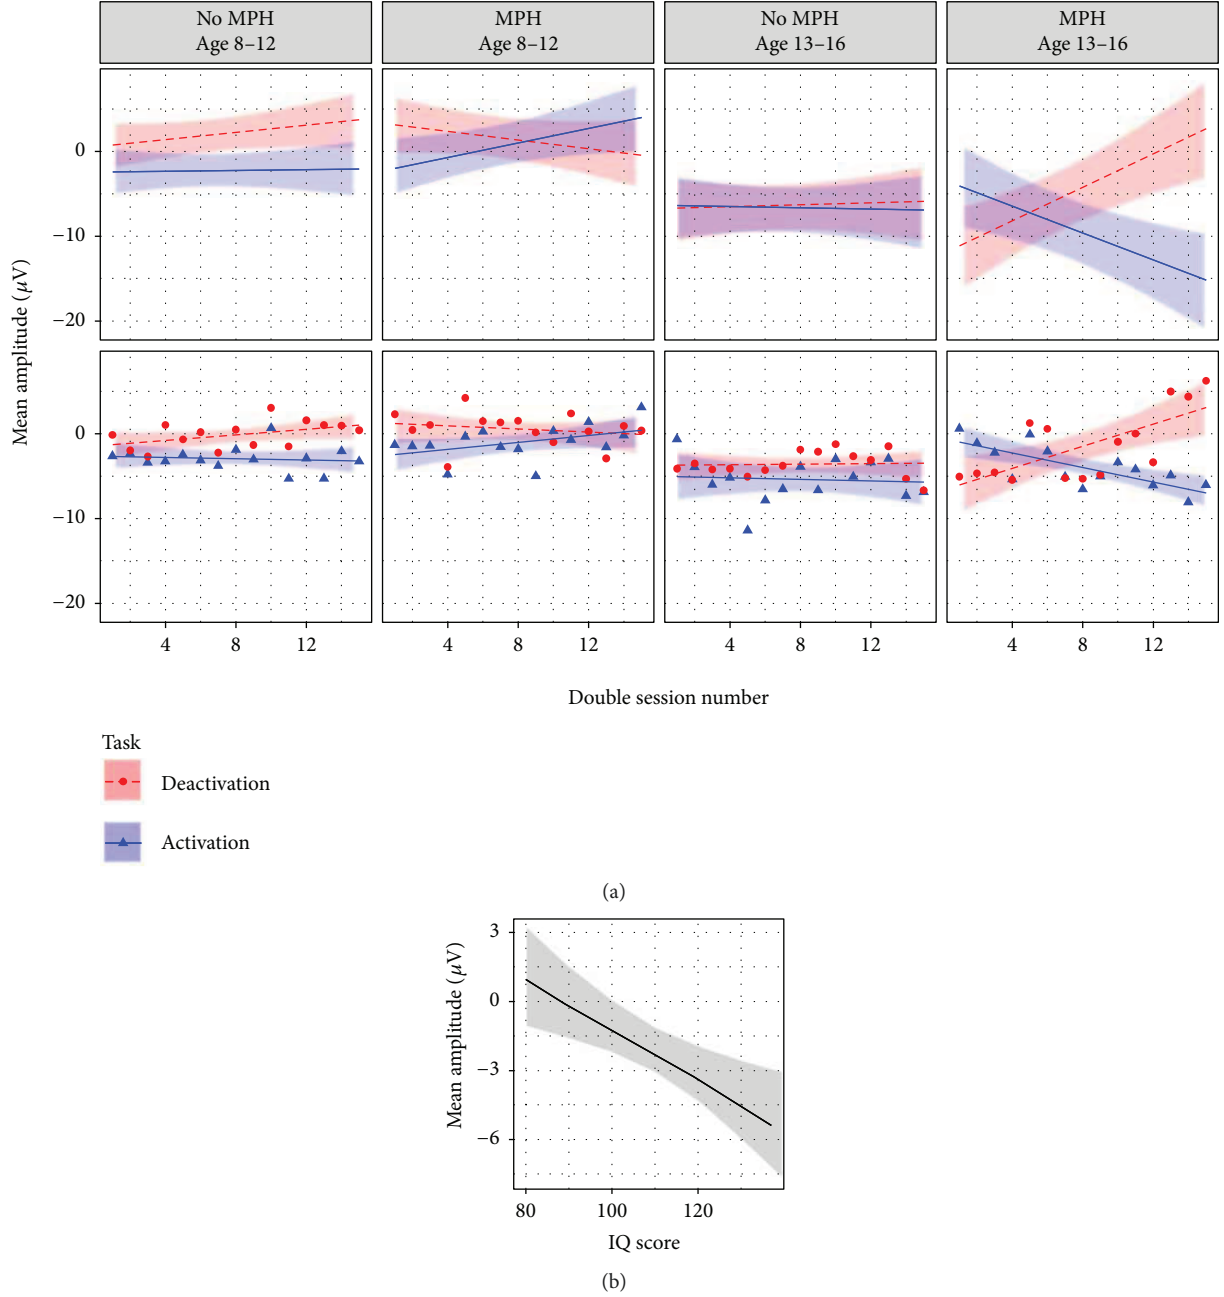 No MPH
Age 8–12
MPH
Age 8–12
No MPH
Age 13–16
MPH
Age 13–16
Mean amplitude (μV)
0
−10
−20
0
−10
−20
4 8 12
4 8 12
4 8 12
4 8 12
Double session number
Task
Deactivation
Activation
(a)
Mean amplitude (μV)
3
0
−3
−6
80 100 120
IQ score
(b)